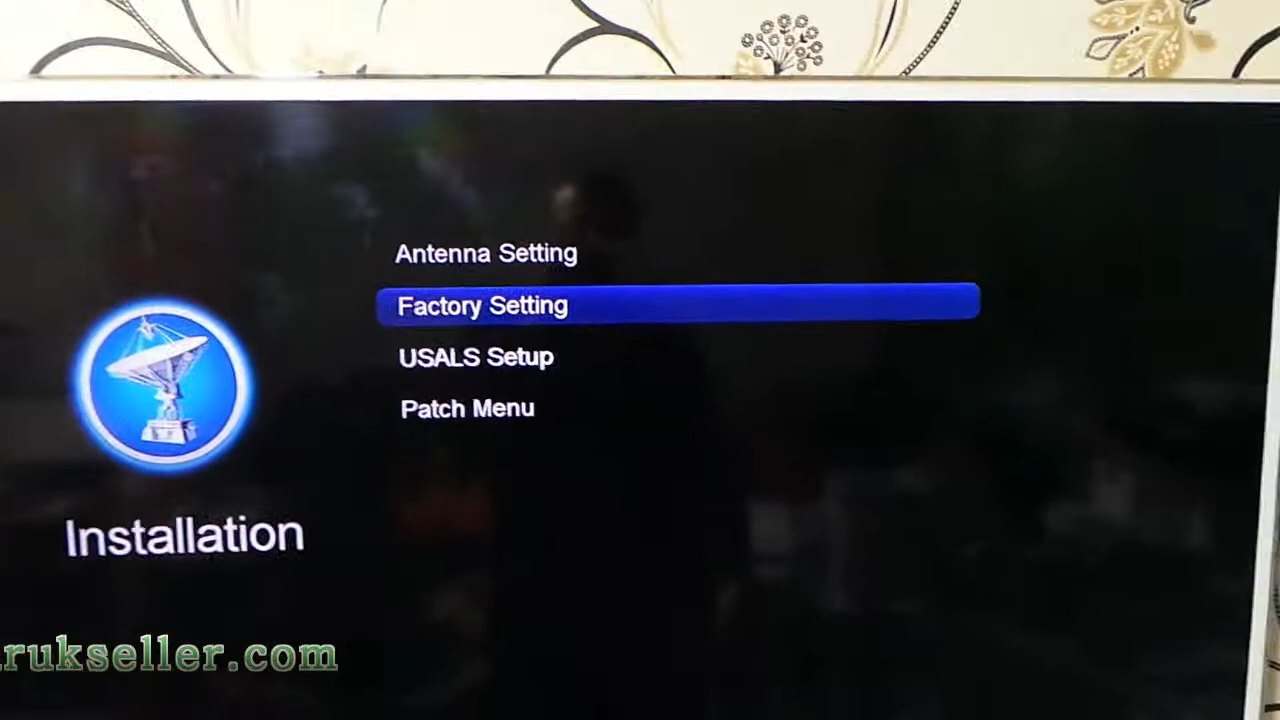 Antenna Setting
Factory Setting
USALS Setup
Patch Menu
Installation
rukseller.com